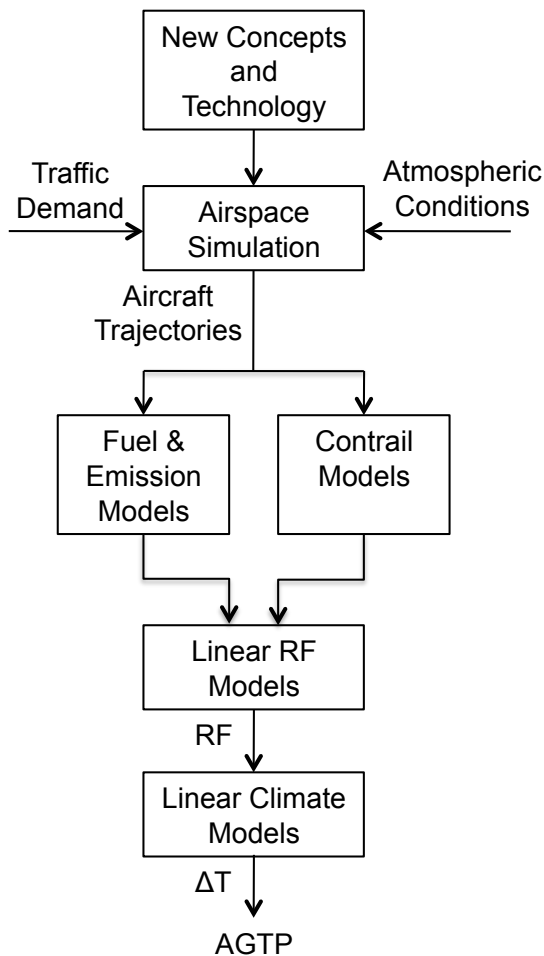 New Concepts
and
Technology
Traffic
Demand
Atmospheric
Conditions
Airspace
Simulation
Aircraft
Trajectories
Fuel &
Emission
Models
Contrail
Models
Linear RF
Models
RF
Linear Climate
Models
ΔT
AGTP